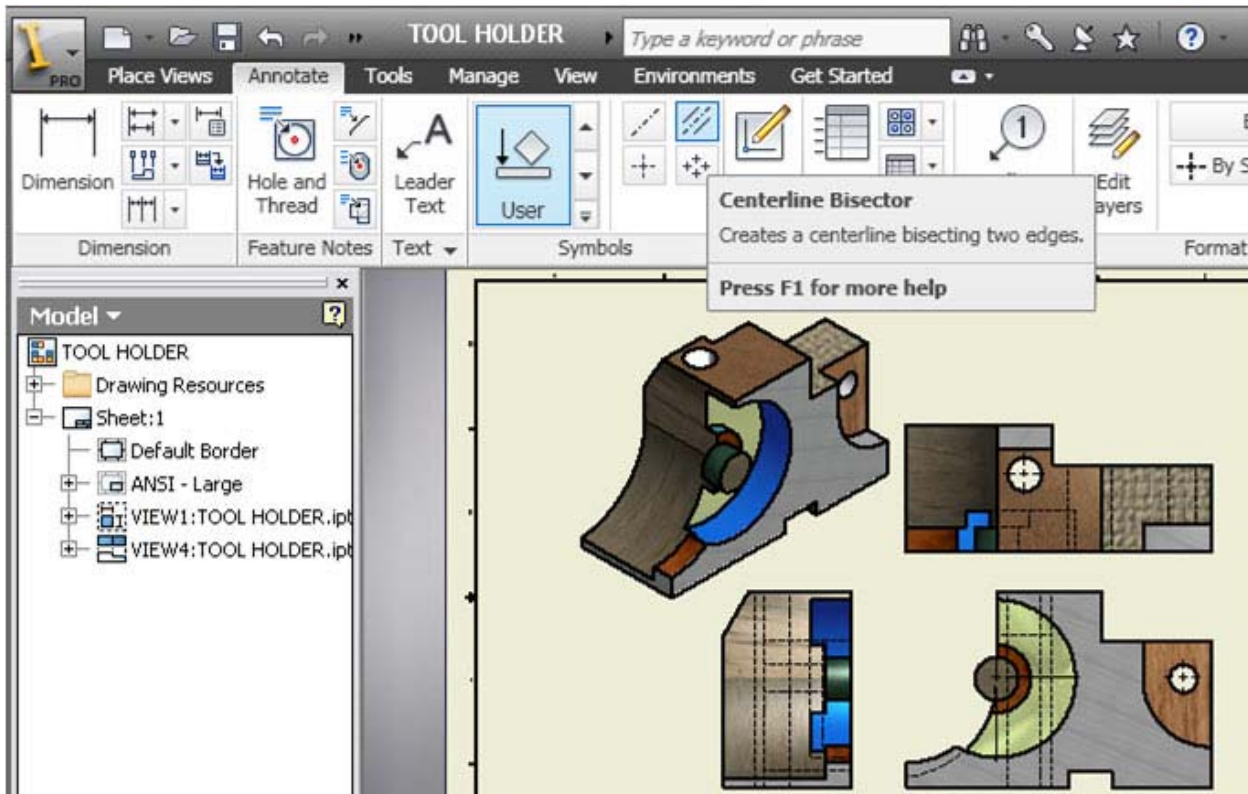 TOOL HOLDER
Type a keyword or phrase
?
PRO
Place Views
Annotate
Tools
Manage
View
Environments
Get Started
Dimension
Hole and
Thread
A
Leader
Text
User
1
Edit
ayers
By S
Dimension
Feature Notes
Text
Symbols
Format
Centerline Bisector
Creates a centerline bisecting two edges.
Press F1 for more help
Model
?
TOOL HOLDER
Drawing Resources
Sheet:1
Default Border
ANSI - Large
VIEW1:TOOL HOLDER.ipt
VIEW4:TOOL HOLDER.ipt